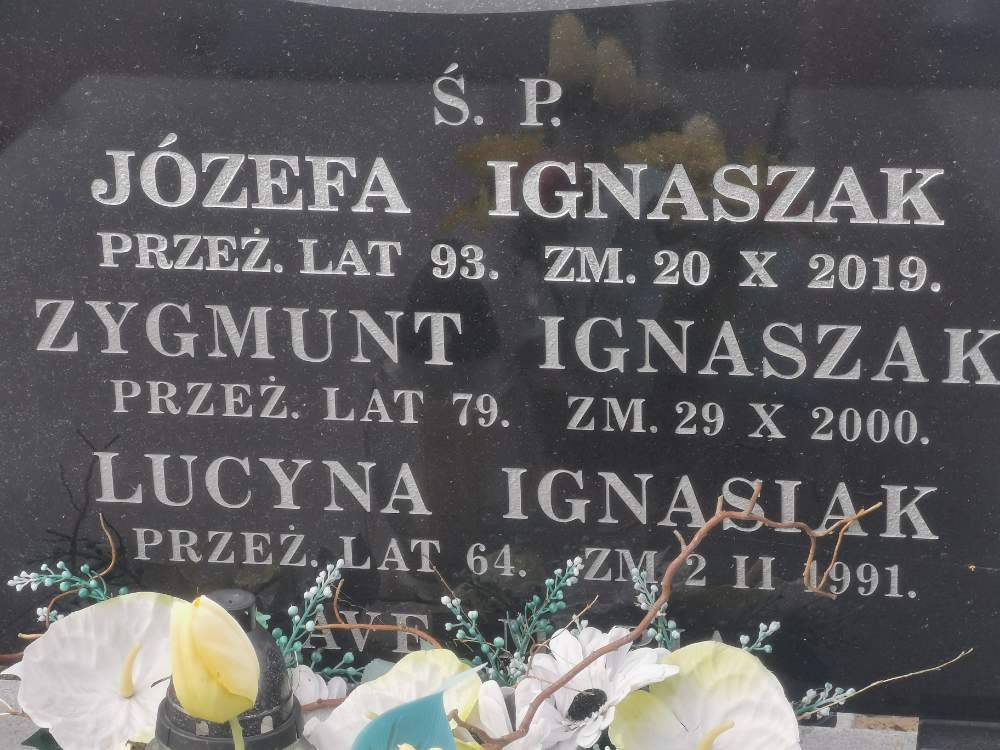 Ś. P.
JÓZEFA IGNASZAK
PRZEŻ. LAT 93. ZM. 20 X 2019.
ZYGMUNT IGNASZAK
PRZEŻ. LAT 79. ZM. 29 X 2000.
LUCYNA IGNASIAK
PRZEŻ. LAT 64. ZM 2 II 1991.
AVE